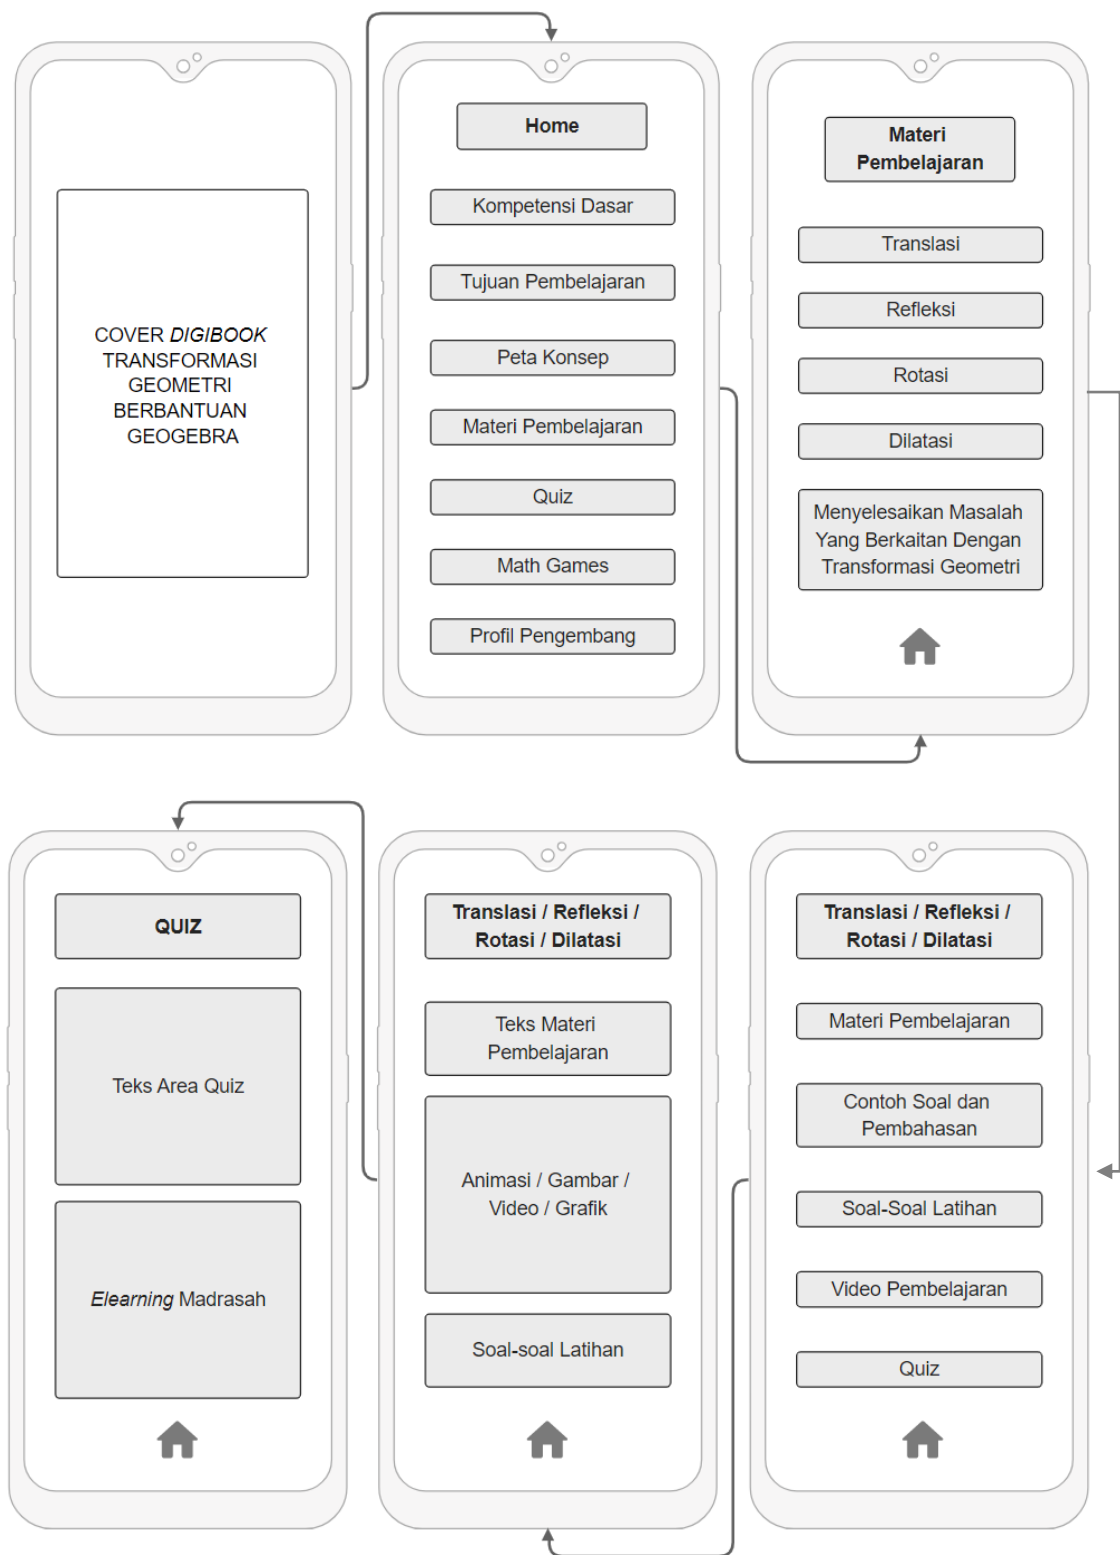 COVER DIGIBOOK
TRANSFORMASI
GEOMETRI
BERBANTUAN
GEOGEBRA
Home
Kompetensi Dasar
Tujuan Pembelajaran
Peta Konsep
Materi Pembelajaran
Quiz
Math Games
Profil Pengembang
Materi
Pembelajaran
Translasi
Refleksi
Rotasi
Dilatasi
Menyelesaikan Masalah
Yang Berkaitan Dengan
Transformasi Geometri
QUIZ
Teks Area Quiz
Elearning Madrasah
Translasi / Refleksi /
Rotasi / Dilatasi
Teks Materi
Pembelajaran
Animasi / Gambar /
Video / Grafik
Soal-soal Latihan
Translasi / Refleksi /
Rotasi / Dilatasi
Materi Pembelajaran
Contoh Soal dan
Pembahasan
Soal-Soal Latihan
Video Pembelajaran
Quiz